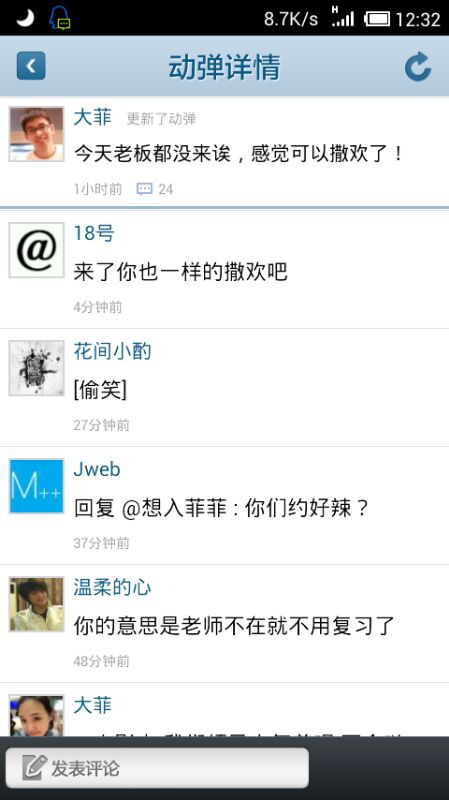 8.7K/s H 12:32
动弹详情
大菲 更新了动弹
今天老板都没来诶，感觉可以撒欢了！
1小时前 24
@
18号
来了你也一样的撒欢吧
4分钟前
花间小酌
[偷笑]
27分钟前
M++
Jweb
回复 @想入菲菲 : 你们约好辣？
37分钟前
温柔的心
你的意思是老师不在就不用复习了
48分钟前
大菲
发表评论